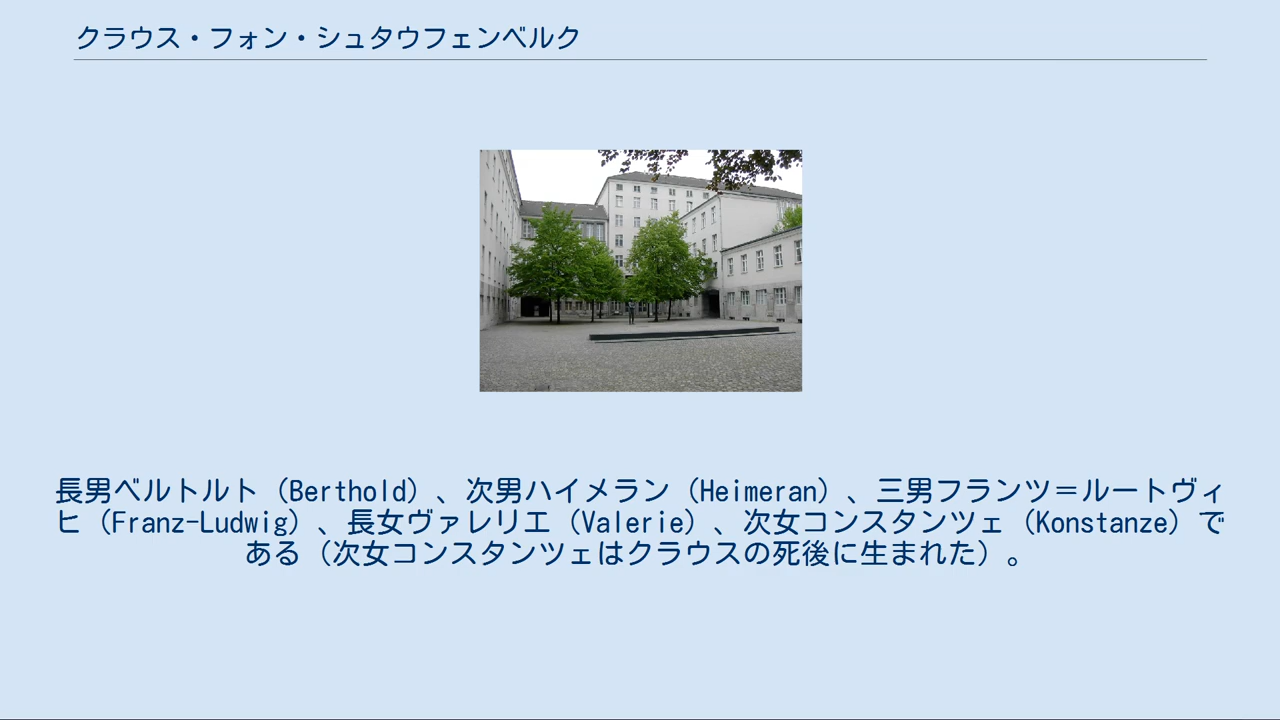 クラウス・フォン・シュタウフェンベルク
長男ベルトルト（Berthold）、次男ハイメラン（Heimeran）、三男フランツ＝ルートヴィ
ヒ（Franz-Ludwig）、長女ヴァレリエ（Valerie）、次女コンスタンツェ（Konstanze）で
ある（次女コンスタンツェはクラウスの死後に生まれた）。